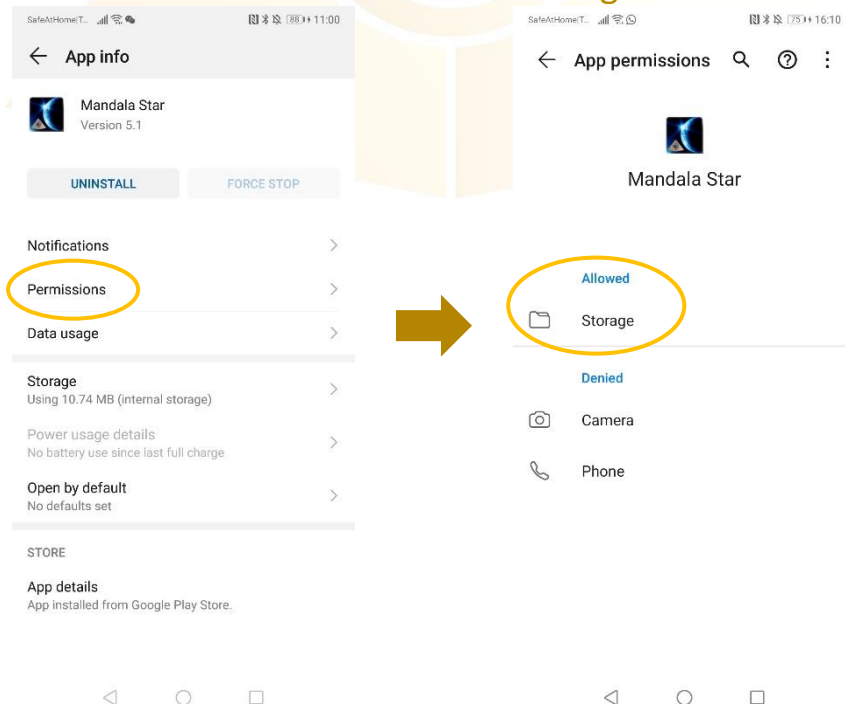 SafeAtHome|T... 88 11:00
App info
Mandala Star
Version 5.1
UNINSTALL FORCE STOP
Notifications
Permissions
Data usage
Storage
Using 10.74 MB (internal storage)
Power usage details
No battery use since last full charge
Open by default
No defaults set
STORE
App details
App installed from Google Play Store.
SafeAtHome|T... 75 16:10
App permissions
Mandala Star
Allowed
Storage
Denied
Camera
Phone